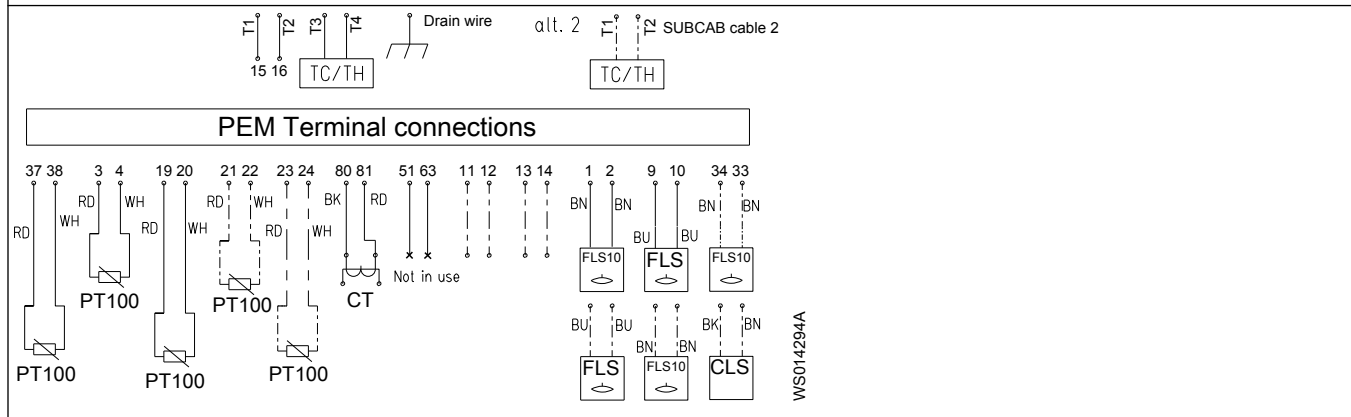 T1 T2 T3 T4 Drain wire alt. 2 T1 T2 SUBCAB cable 2
15 16 TC/TH TC/TH
PEM Terminal connections
37 38 3 4 19 20 21 22 23 24 80 81 51 63 11 12 13 14 1 2 9 10 34 33
RD WH RD WH RD WH BK RD BN BN BN BN
RD WH RD WH RD WH BU BU
FLS10 FLS FLS10
Not in use
PT100 PT100 CT
BU BU BN BN BK BN
PT100 PT100 PT100 FLS FLS10 CLS
WS014294A